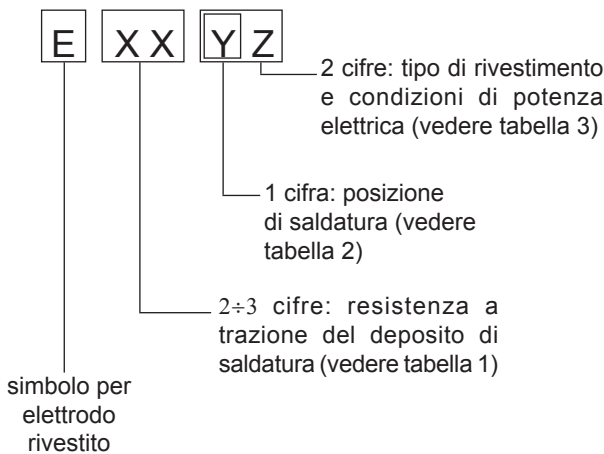 E XX YZ
2 cifre: tipo di rivestimento
e condizioni di potenza
elettrica (vedere tabella 3)
1 cifra: posizione
di saldatura (vedere
tabella 2)
2÷3 cifre: resistenza a
trazione del deposito di
saldatura (vedere tabella 1)
simbolo per
elettrodo
rivestito